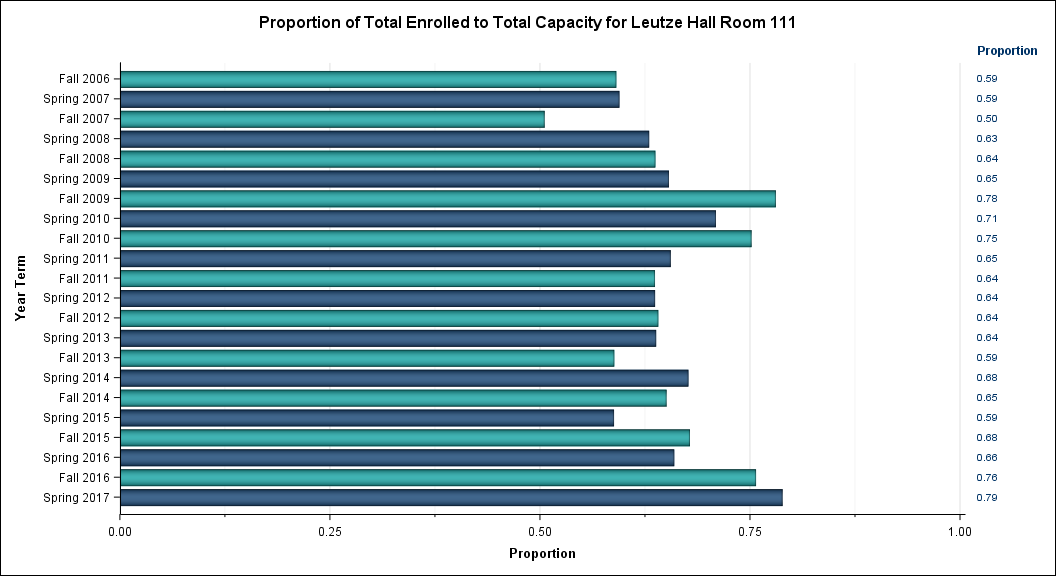 Proportion of Total Enrolled to Total Capacity for Leutze Hall Room 111
Proportion
Fall 2006 0.59
Spring 2007 0.59
Fall 2007 0.50
Spring 2008 0.63
Fall 2008 0.64
Spring 2009 0.65
Fall 2009 0.78
Spring 2010 0.71
Fall 2010 0.75
Spring 2011 0.65
Fall 2011 0.64
Spring 2012 0.64
Fall 2012 0.64
Spring 2013 0.64
Fall 2013 0.59
Spring 2014 0.68
Fall 2014 0.65
Spring 2015 0.59
Fall 2015 0.68
Spring 2016 0.66
Fall 2016 0.76
Spring 2017 0.79
Year Term
0.00 0.25 0.50 0.75 1.00
Proportion